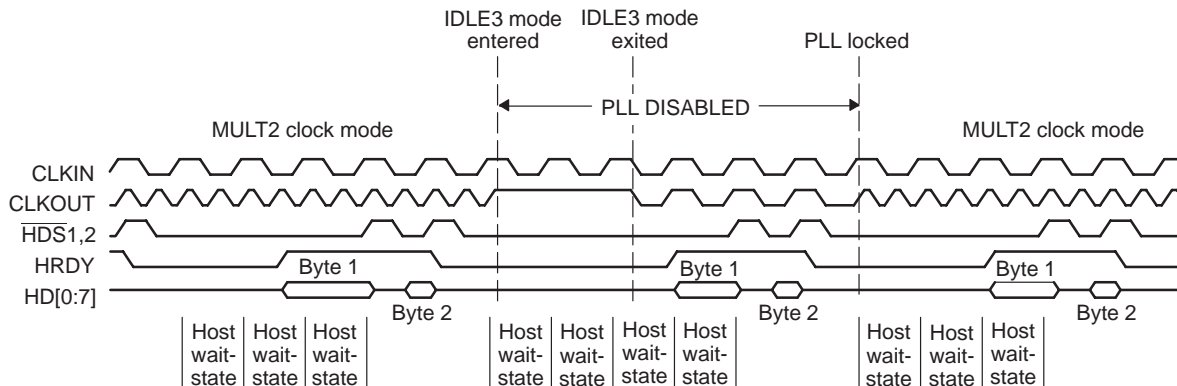 IDLE3 mode
entered
IDLE3 mode
exited
PLL locked
PLL DISABLED
MULT2 clock mode
MULT2 clock mode
CLKIN
CLKOUT
HDS1,2
HRDY
Byte 1
Byte 1
Byte 1
HD[0:7]
Byte 2
Byte 2
Byte 2
Host
wait-
state
Host
wait-
state
Host
wait-
state
Host
wait-
state
Host
wait-
state
Host
wait-
state
Host
wait-
state
Host
wait-
state
Host
wait-
state
Host
wait-
state